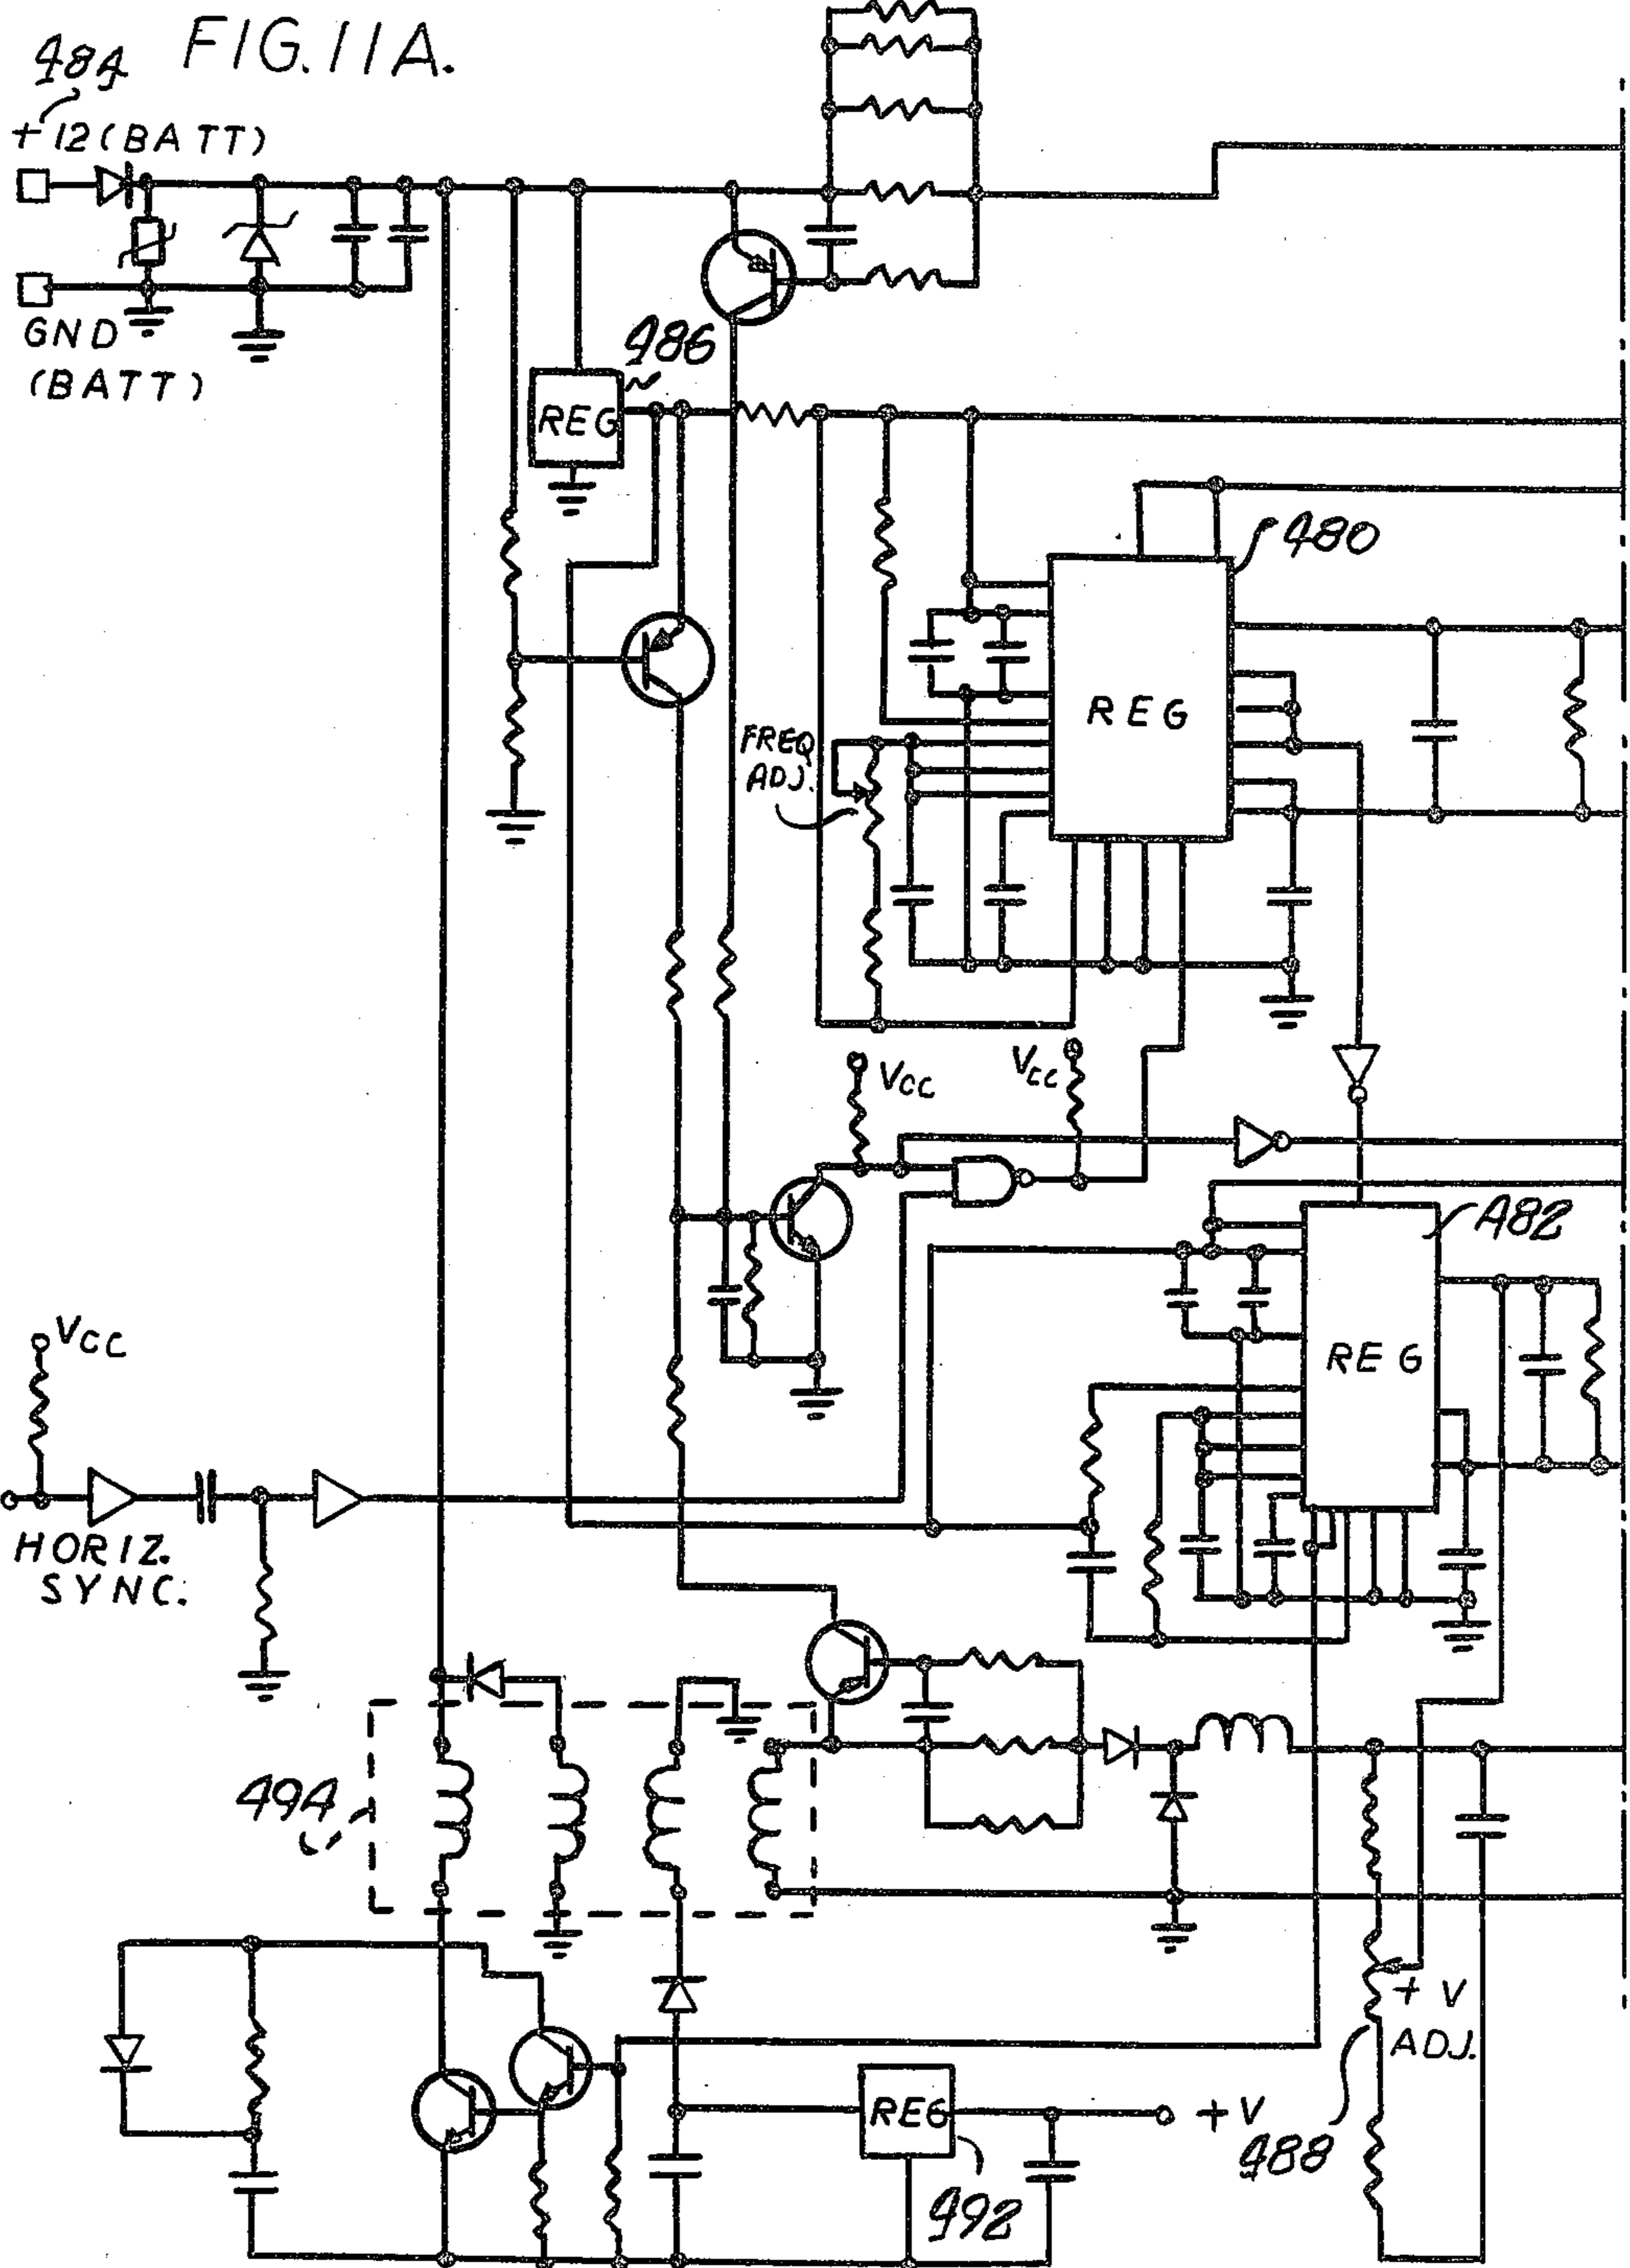 FIG. 11A.
484
+12 (BATT)
GND
(BATT)
486
REG
480
REG
FREQ
ADJ.
VCC
VCC
482
REG
VCC
HORIZ.
SYNC.
494
+ V
ADJ.
REG
+V
488
492